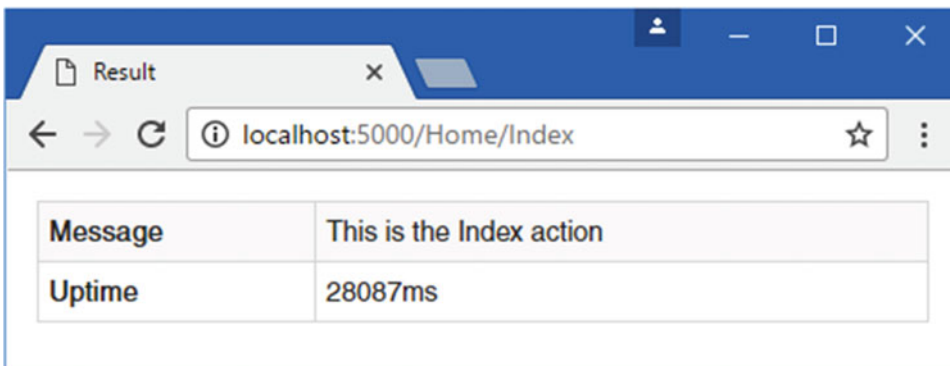 Result
localhost:5000/Home/Index
Message This is the Index action
Uptime 28087ms